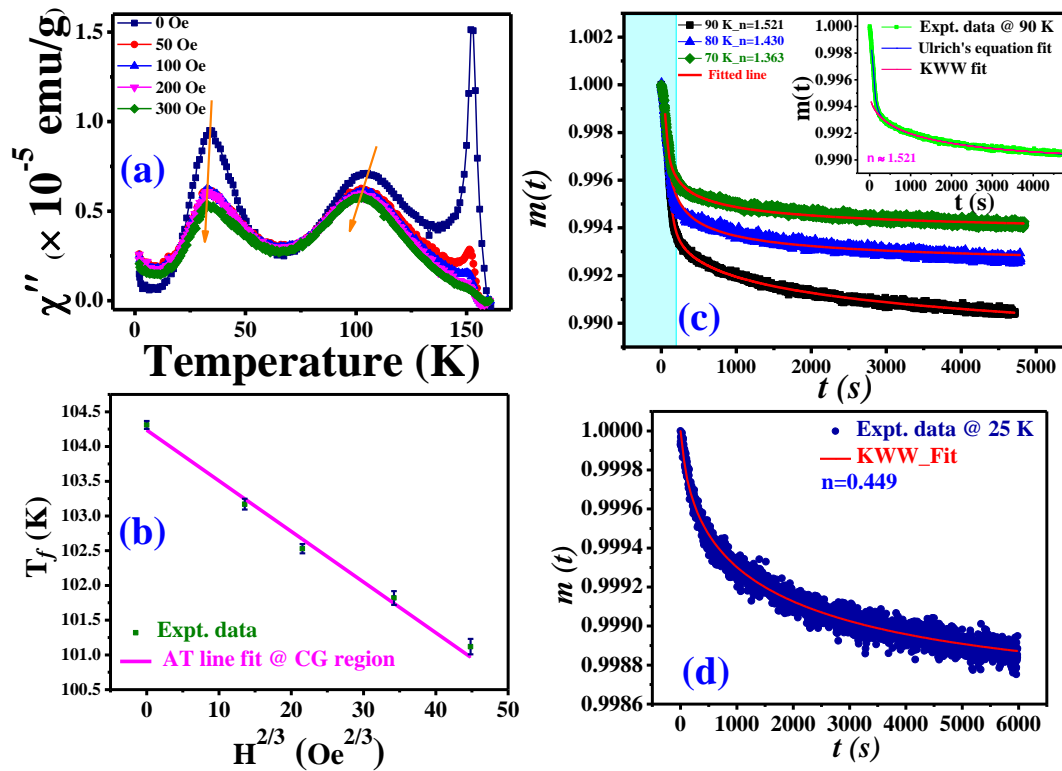 χ'' (× 10⁻⁵ emu/g)
1.5
1.0
0.5
0.0
0 Oe
50 Oe
100 Oe
200 Oe
300 Oe
(a)
0
50
100
150
Temperature (K)
m(t)
1.002
1.000
0.998
0.996
0.994
0.992
0.990
90 K_n=1.521
80 K_n=1.430
70 K_n=1.363
Fitted line
(c)
0
1000
2000
3000
4000
5000
t (s)
m(t)
1.000
0.998
0.996
0.994
0.992
0.990
Expt. data @ 90 K
Ulrich's equation fit
KWW fit
n ≈ 1.521
0
1000
2000
3000
4000
t (s)
T_f (K)
104.5
104.0
103.5
103.0
102.5
102.0
101.5
101.0
100.5
(b)
Expt. data
AT line fit @ CG region
0
10
20
30
40
50
H^{2/3} (Oe^{2/3})
m (t)
1.0000
0.9998
0.9996
0.9994
0.9992
0.9990
0.9988
0.9986
Expt. data @ 25 K
KWW_Fit
n=0.449
(d)
0
1000
2000
3000
4000
5000
6000
t (s)